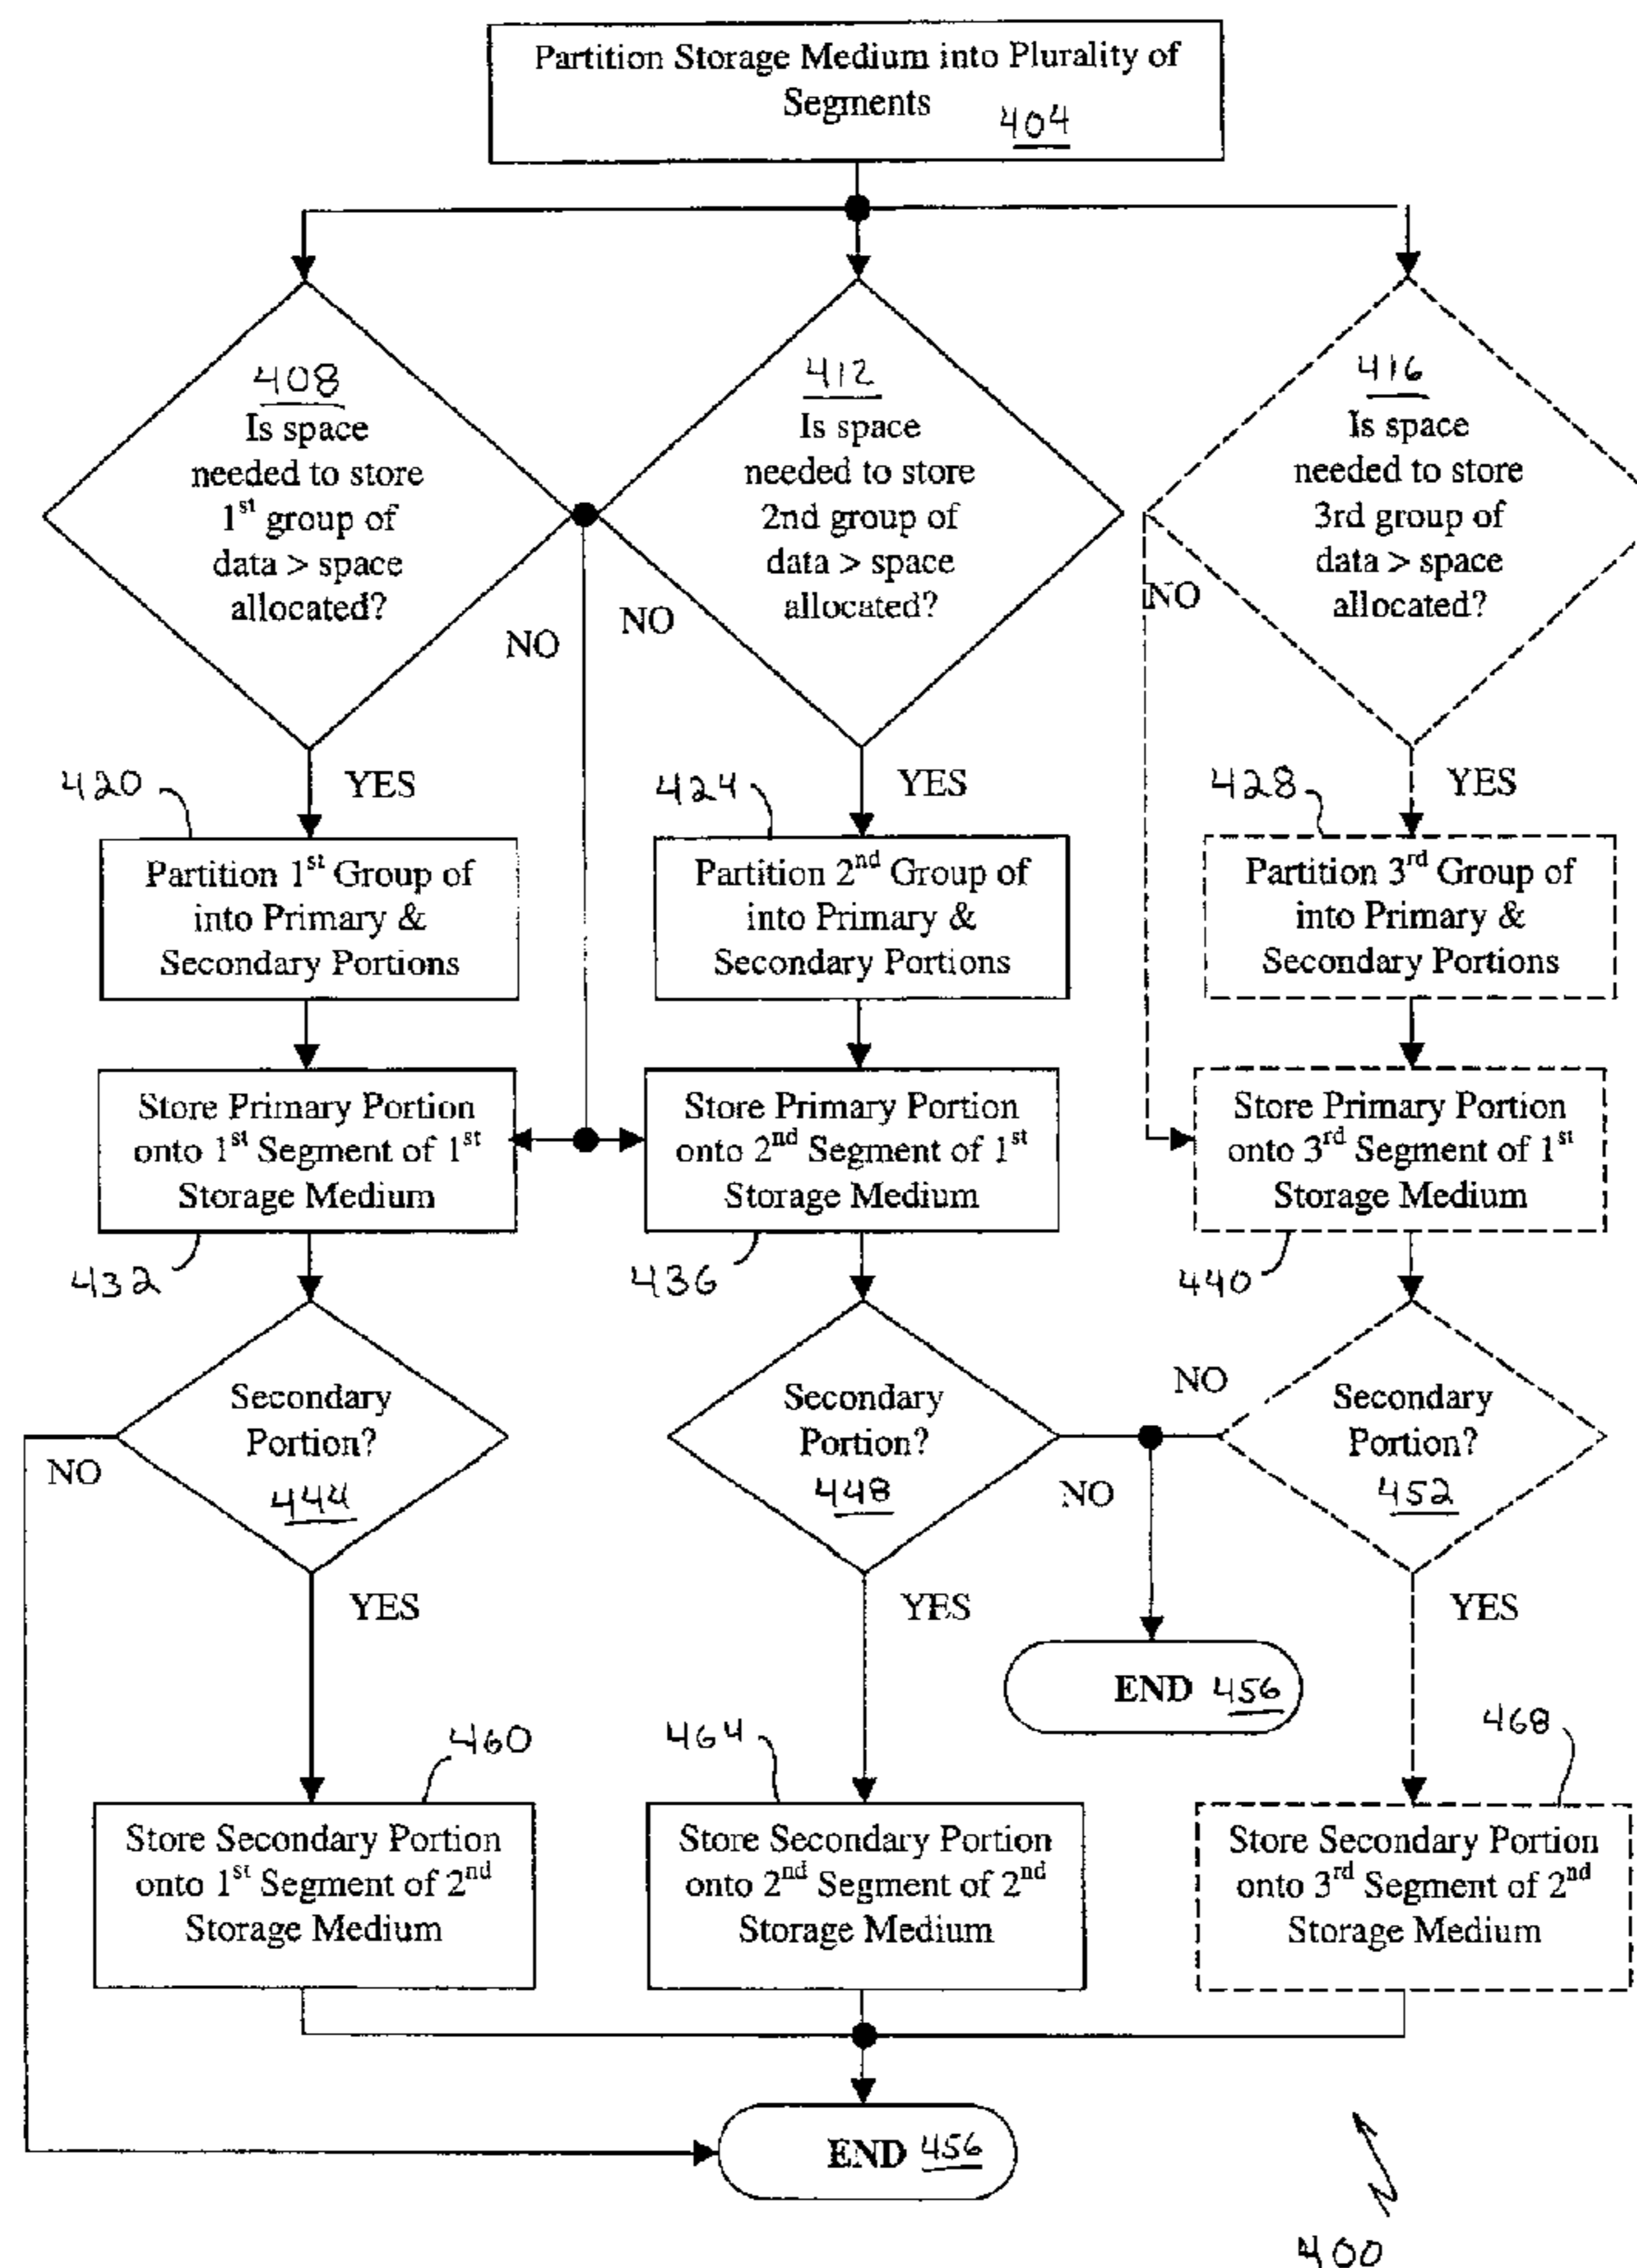 Partition Storage Medium into Plurality of
Segments 404
408
Is space
needed to store
1st group of
data > space
allocated?
NO
412
Is space
needed to store
2nd group of
data > space
allocated?
NO
416
Is space
needed to store
3rd group of
data > space
allocated?
NO
420
YES
424
YES
428
YES
Partition 1st Group of
into Primary &
Secondary Portions
Partition 2nd Group of
into Primary &
Secondary Portions
Partition 3rd Group of
into Primary &
Secondary Portions
Store Primary Portion
onto 1st Segment of 1st
Storage Medium
Store Primary Portion
onto 2nd Segment of 1st
Storage Medium
Store Primary Portion
onto 3rd Segment of 1st
Storage Medium
432
436
440
Secondary
Portion?
444
NO
Secondary
Portion?
448
NO
Secondary
Portion?
452
NO
YES
YES
YES
END 456
460
464
468
Store Secondary Portion
onto 1st Segment of 2nd
Storage Medium
Store Secondary Portion
onto 2nd Segment of 2nd
Storage Medium
Store Secondary Portion
onto 3rd Segment of 2nd
Storage Medium
END 456
400